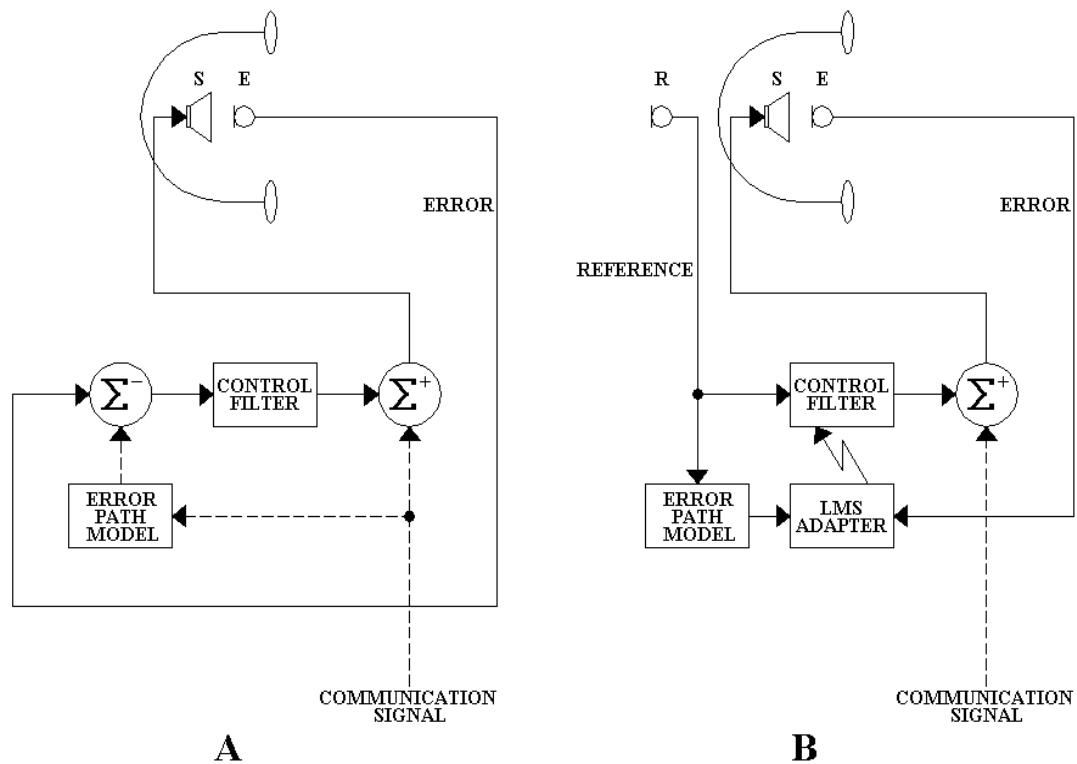 S E
ERROR
Σ−
CONTROL
FILTER
Σ+
ERROR
PATH
MODEL
COMMUNICATION
SIGNAL
A
R S E
REFERENCE
ERROR
CONTROL
FILTER
Σ+
ERROR
PATH
MODEL
LMS
ADAPTER
COMMUNICATION
SIGNAL
B